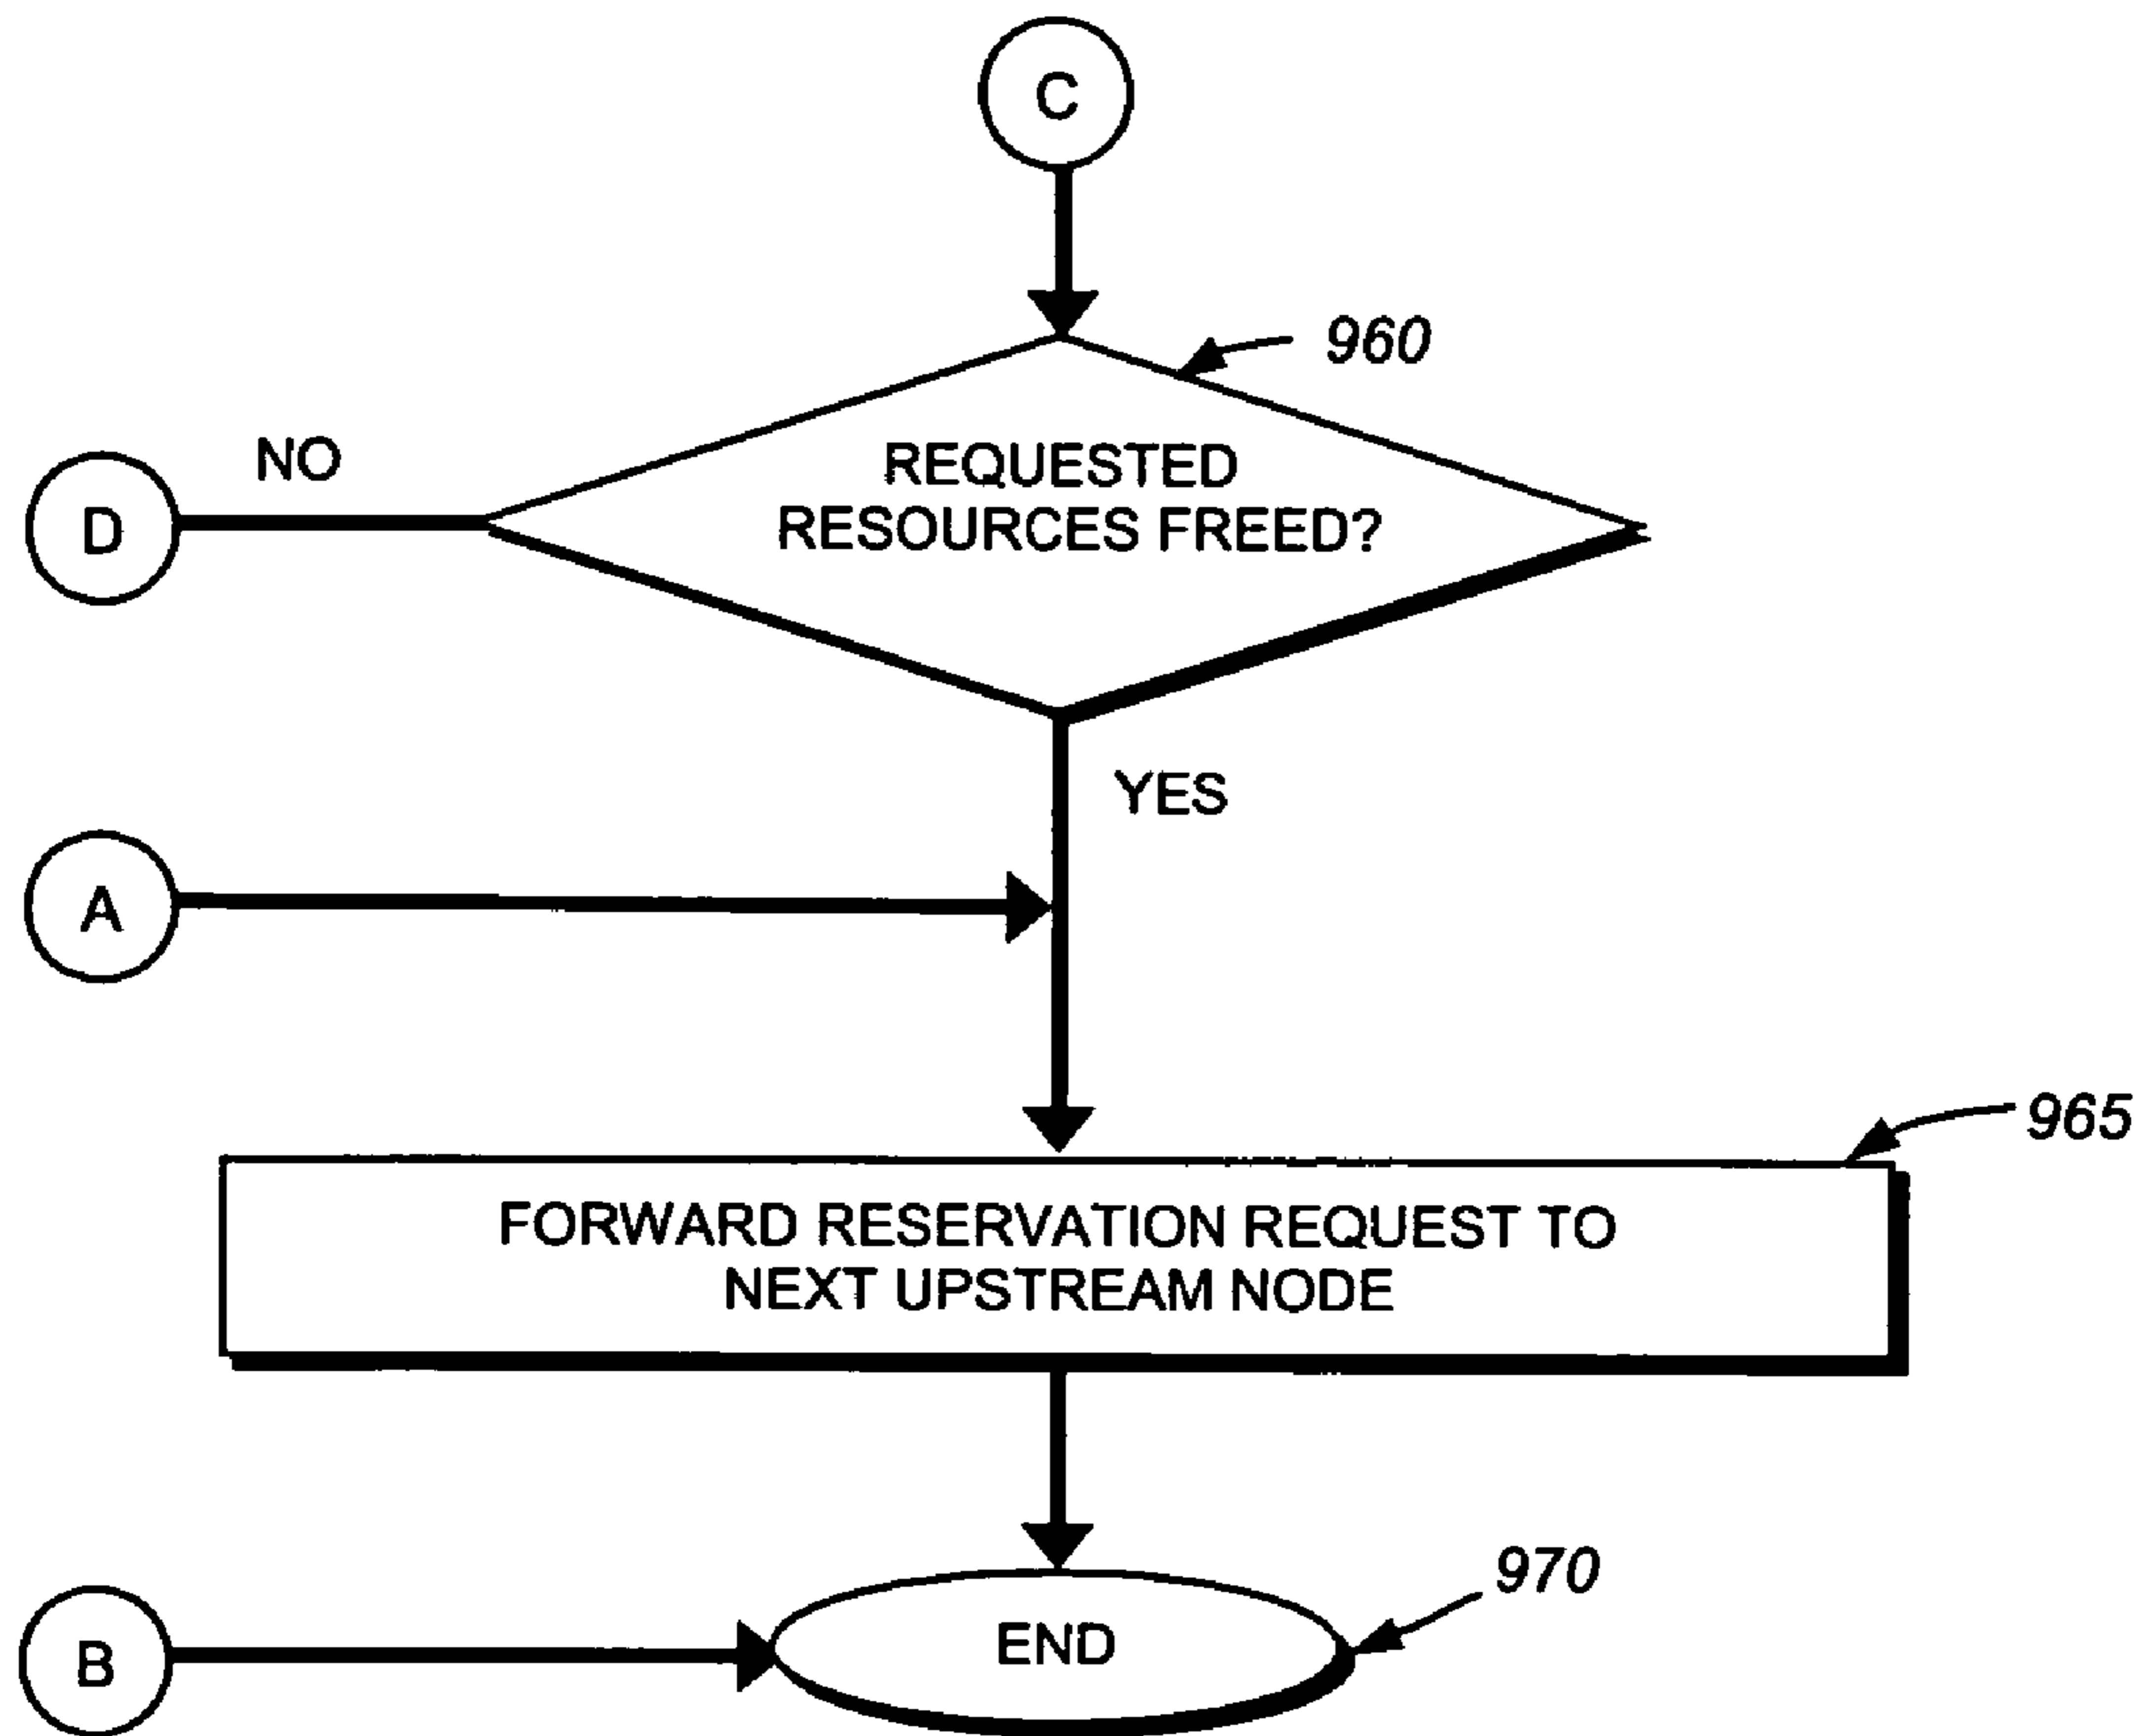 C
960
REQUESTED
RESOURCES FREED?
NO
D
YES
A
965
FORWARD RESERVATION REQUEST TO
NEXT UPSTREAM NODE
970
END
B